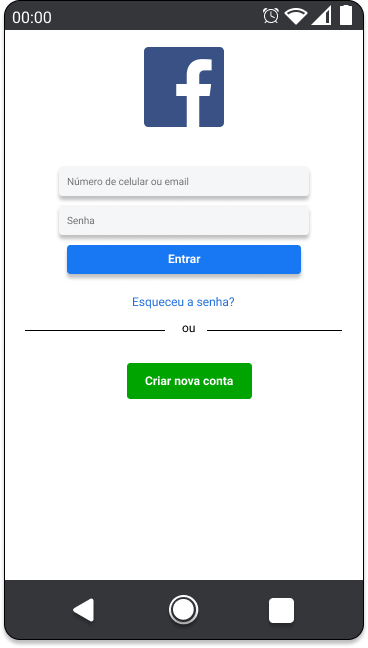 00:00
f
Número de celular ou email
Senha
Entrar
Esqueceu a senha?
ou
Criar nova conta